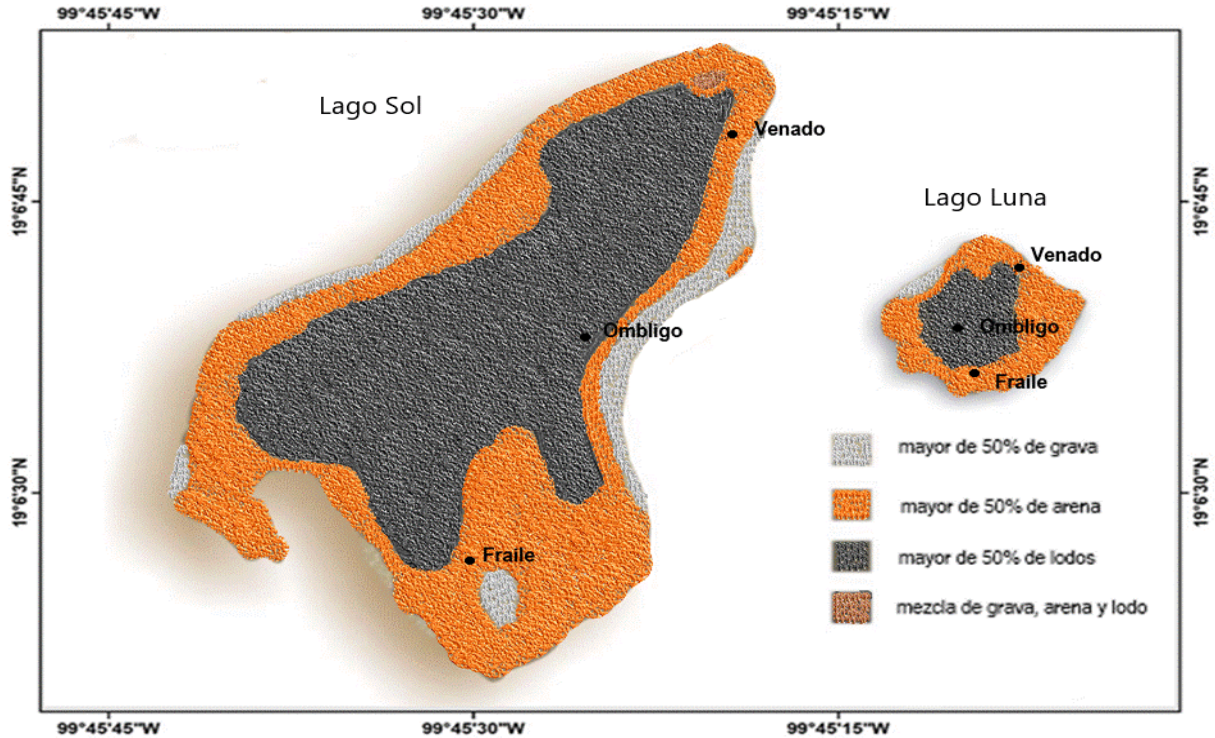 99°45'45"W 99°45'30"W 99°45'15"W
Lago Sol
Venado
19°6'45"N
19°6'45"N
Lago Luna
Venado
Ombligo
Ombligo
Fraile
mayor de 50% de grava
19°6'30"N
19°6'30"N
mayor de 50% de arena
Fraile
mayor de 50% de lodos
mezcla de grava, arena y lodo
99°45'45"W 99°45'30"W 99°45'15"W